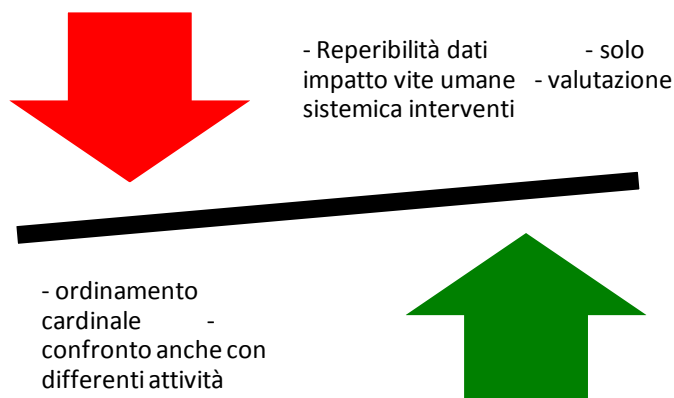 - Reperibilità dati - solo
impatto vite umane - valutazione
sistemica interventi
- ordinamento
cardinale -
confronto anche con
differenti attività